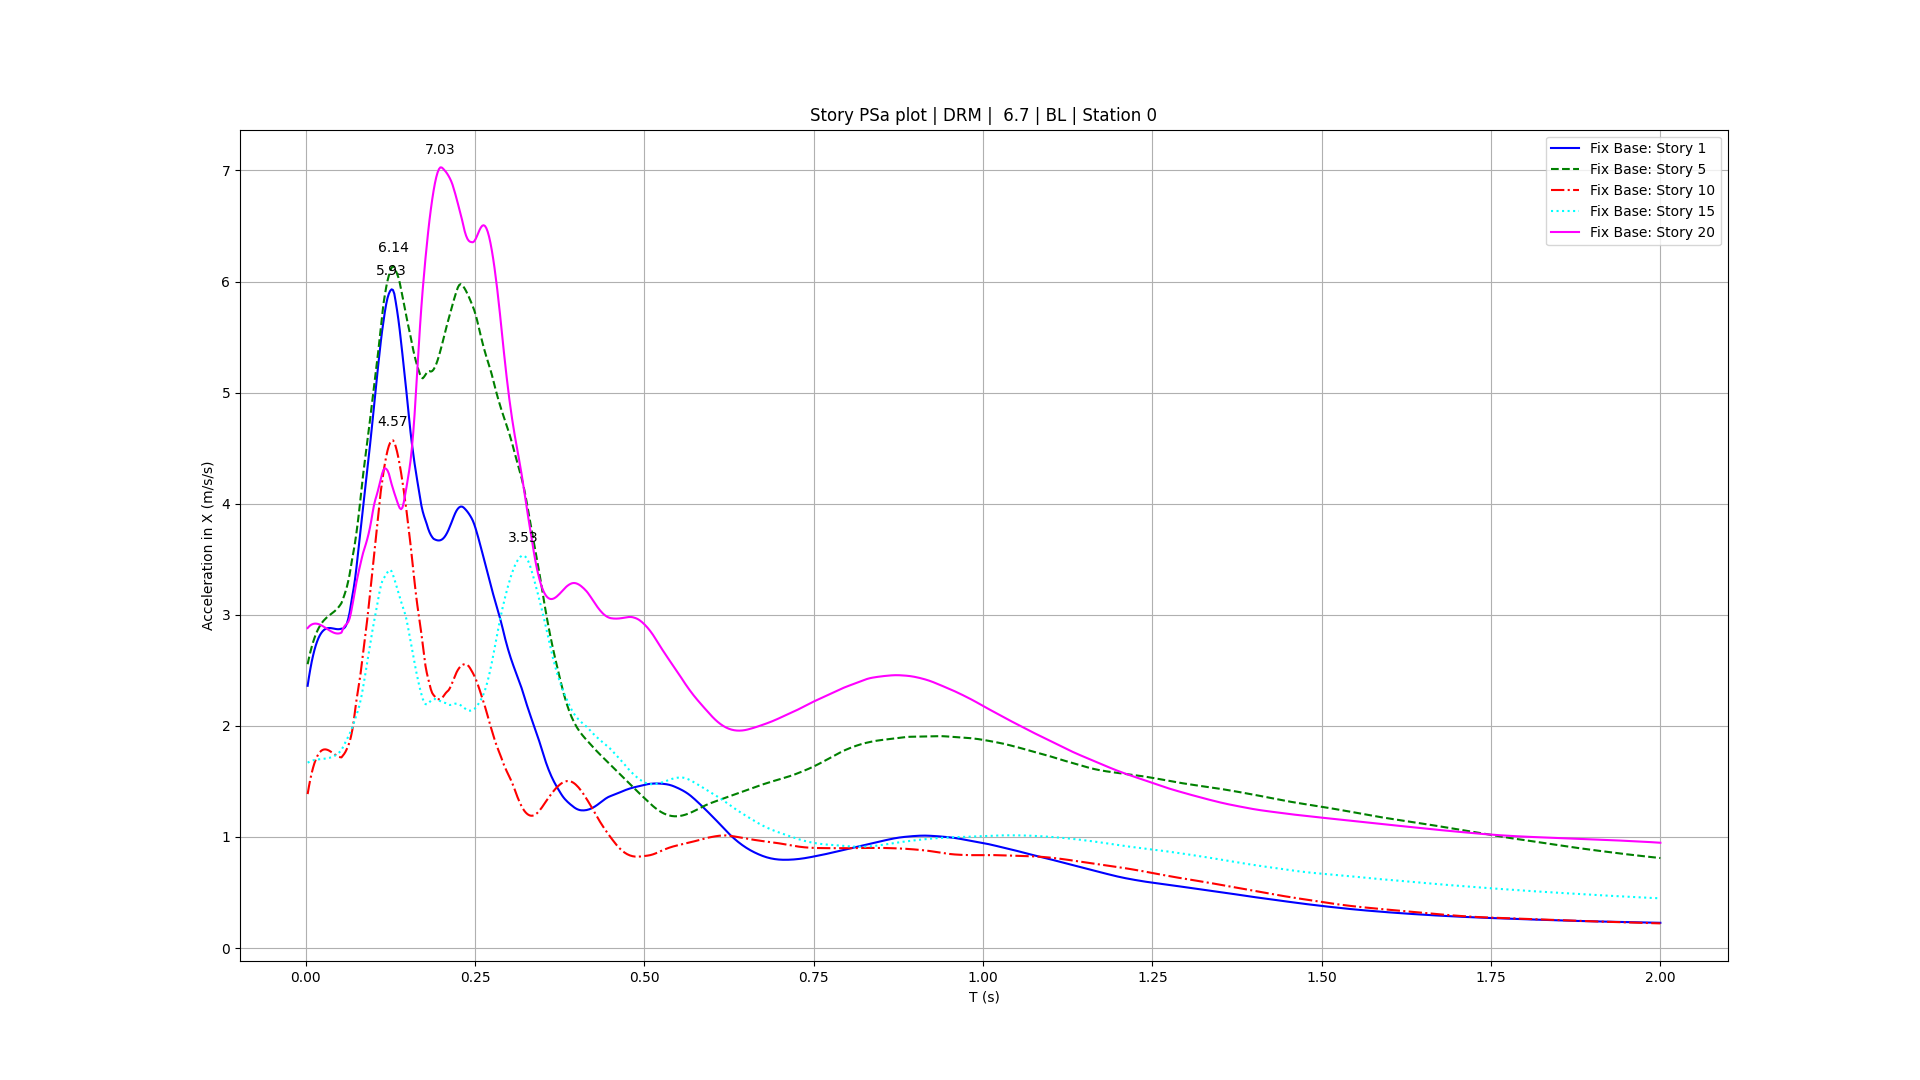 Story PSa plot | DRM |  6.7 | BL | Station 0
Fix Base: Story 1
Fix Base: Story 5
Fix Base: Story 10
Fix Base: Story 15
Fix Base: Story 20
7.03
6.14
5.93
4.57
3.53
7
6
5
4
3
2
1
0
Acceleration in X (m/s/s)
0.00 0.25 0.50 0.75 1.00 1.25 1.50 1.75 2.00
T (s)